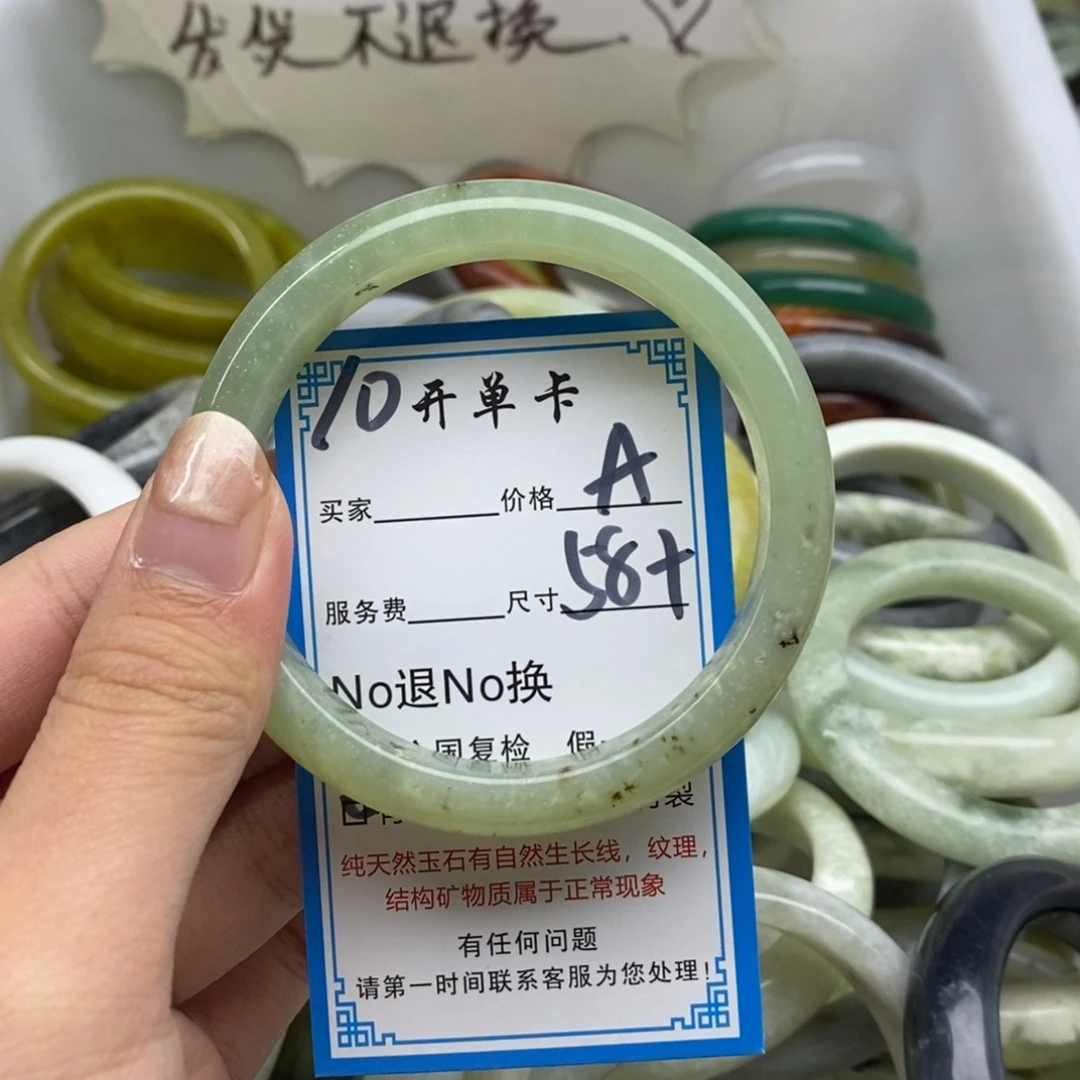 发货不退换
10 开单卡
买家 价格 A
服务费 尺寸 58+
No退No换
国复检 假
纯天然玉石有自然生长线，纹理，
结构矿物质属于正常现象
有任何问题
请第一时间联系客服为您处理！